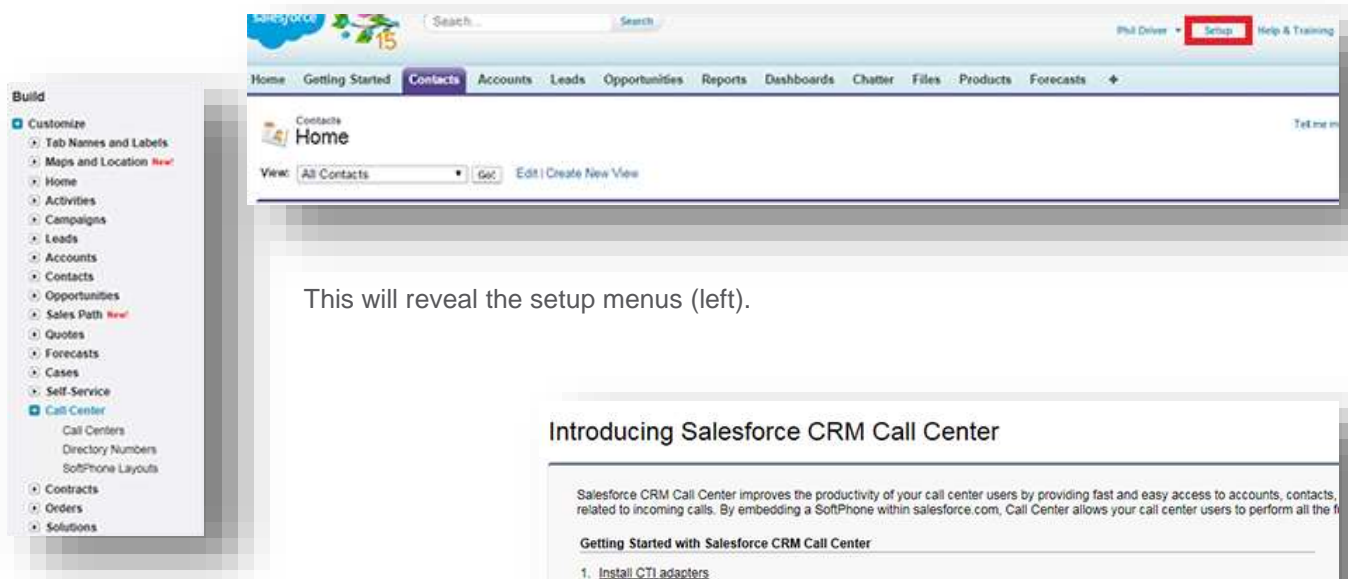 salesforce
15
Seach...
Search
Phil Driver
Setup
Help & Training
Home Getting Started Contacts Accounts Leads Opportunities Reports Dashboards Chatter Files Products Forecasts +
Contacts
Home
Tell me m
View: All Contacts Go! Edit | Create New View
Build
Customize
Tab Names and Labels
Maps and Location New!
Home
Activities
Campaigns
Leads
Accounts
Contacts
Opportunities
Sales Path New!
Quotes
Forecasts
Cases
Self-Service
Call Center
Call Centers
Directory Numbers
SoftPhone Layouts
Contracts
Orders
Solutions
This will reveal the setup menus (left).
Introducing Salesforce CRM Call Center
Salesforce CRM Call Center improves the productivity of your call center users by providing fast and easy access to accounts, contacts,
related to incoming calls. By embedding a SoftPhone within salesforce.com, Call Center allows your call center users to perform all the
Getting Started with Salesforce CRM Call Center
1. Install CTI adapters